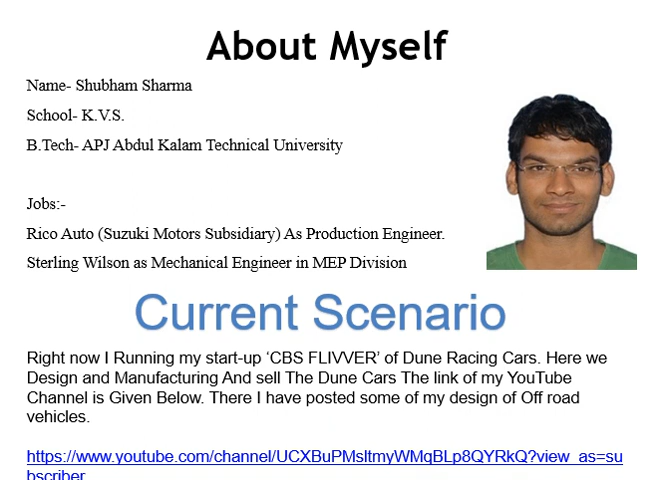 About Myself
Name- Shubham Sharma
School- K.V.S.
B.Tech- APJ Abdul Kalam Technical University
Jobs:-
Rico Auto (Suzuki Motors Subsidiary) As Production Engineer.
Sterling Wilson as Mechanical Engineer in MEP Division
Current Scenario
Right now I Running my start-up ‘CBS FLIVVER’ of Dune Racing Cars. Here we
Design and Manufacturing And sell The Dune Cars The link of my YouTube
Channel is Given Below. There I have posted some of my design of Off road
vehicles.
https://www.youtube.com/channel/UCXBuPMsltmyWMqBLp8QYRkQ?view_as=su
bscriber